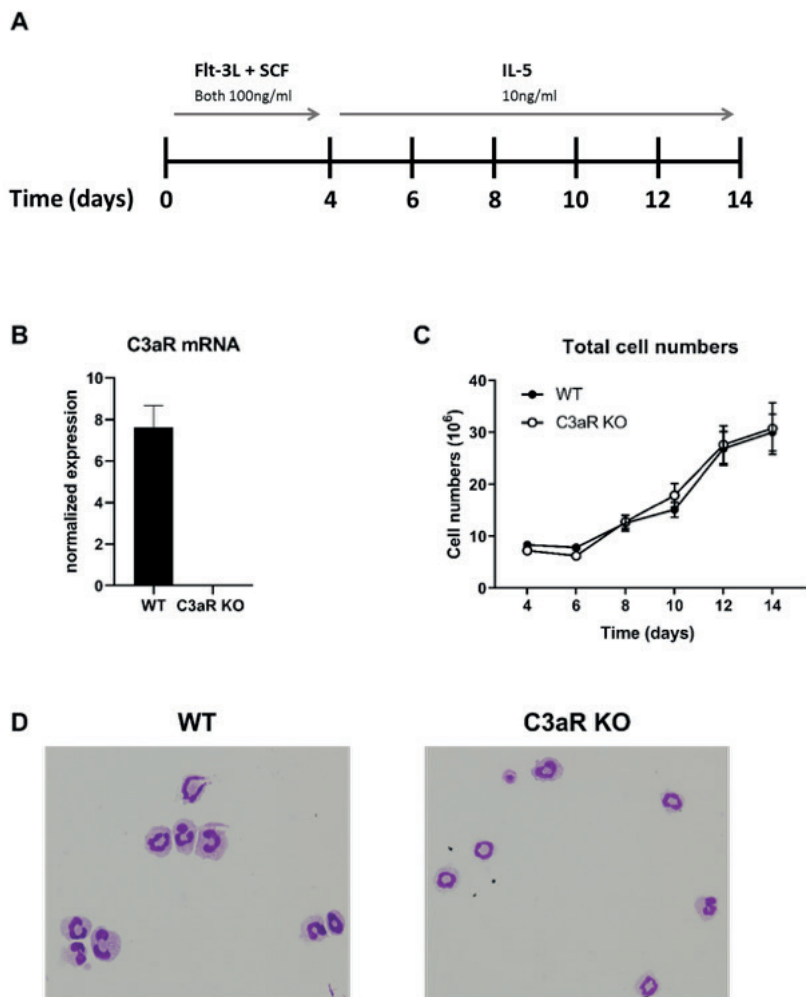 A
Flt-3L + SCF
Both 100ng/ml
IL-5
10ng/ml
Time (days)
0
4
6
8
10
12
14
B
C3aR mRNA
normalized expression
10
8
6
4
2
0
WT
C3aR KO
C
Total cell numbers
WT
C3aR KO
Cell numbers (10⁶)
40
30
20
10
0
4
6
8
10
12
14
Time (days)
D
WT
C3aR KO